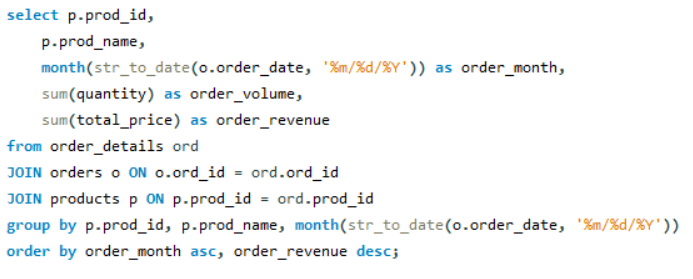 select p.prod_id,
p.prod_name,
month(str_to_date(o.order_date, '%m/%d/%Y')) as order_month,
sum(quantity) as order_volume,
sum(total_price) as order_revenue
from order_details ord
JOIN orders o ON o.ord_id = ord.ord_id
JOIN products p ON p.prod_id = ord.prod_id
group by p.prod_id, p.prod_name, month(str_to_date(o.order_date, '%m/%d/%Y'))
order by order_month asc, order_revenue desc;